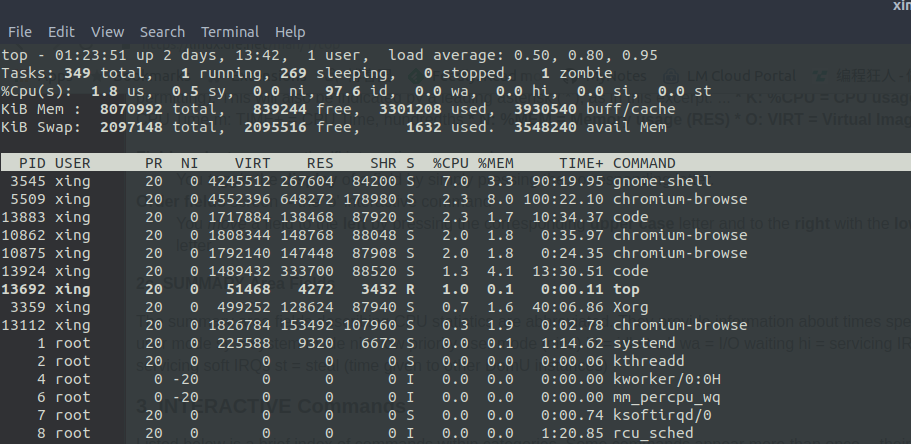 xin
File Edit View Search Terminal Help
top - 01:23:51 up 2 days, 13:42, 1 user, load average: 0.50, 0.80, 0.95
Tasks: 349 total, 1 running, 269 sleeping, 0 stopped, 1 zombie
%Cpu(s): 1.8 us, 0.5 sy, 0.0 ni, 97.6 id, 0.0 wa, 0.0 hi, 0.0 si, 0.0 st
KiB Mem : 8070992 total, 839244 free, 3301208 used, 3930540 buff/cache
KiB Swap: 2097148 total, 2095516 free, 1632 used. 3548240 avail Mem
PID USER PR NI VIRT RES SHR S %CPU %MEM TIME+ COMMAND
3545 xing 20 0 4245512 267604 84200 S 7.0 3.3 90:19.95 gnome-shell
5509 xing 20 0 4552396 648272 178980 S 2.3 8.0 100:22.10 chromium-browse
13883 xing 20 0 1717884 138468 87920 S 2.3 1.7 10:34.37 code
10862 xing 20 0 1808344 148768 88048 S 2.0 1.8 0:35.97 chromium-browse
10875 xing 20 0 1792140 147448 87908 S 2.0 1.8 0:24.35 chromium-browse
13924 xing 20 0 1489432 333700 88520 S 1.3 4.1 13:30.51 code
13692 xing 20 0 51468 4272 3432 R 1.0 0.1 0:00.11 top
3359 xing 20 0 499252 128624 87940 S 0.7 1.6 40:06.86 Xorg
13112 xing 20 0 1826784 153492 107960 S 0.3 1.9 0:02.78 chromium-browse
1 root 20 0 225588 9320 6672 S 0.0 0.1 1:14.62 systemd
2 root 20 0 0 0 0 S 0.0 0.0 0:00.06 kthreadd
4 root 0 -20 0 0 0 I 0.0 0.0 0:00.00 kworker/0:0H
6 root 0 -20 0 0 0 I 0.0 0.0 0:00.00 mm_percpu_wq
7 root 20 0 0 0 0 S 0.0 0.0 0:00.74 ksoftirqd/0
8 root 20 0 0 0 0 I 0.0 0.0 1:20.85 rcu_sched